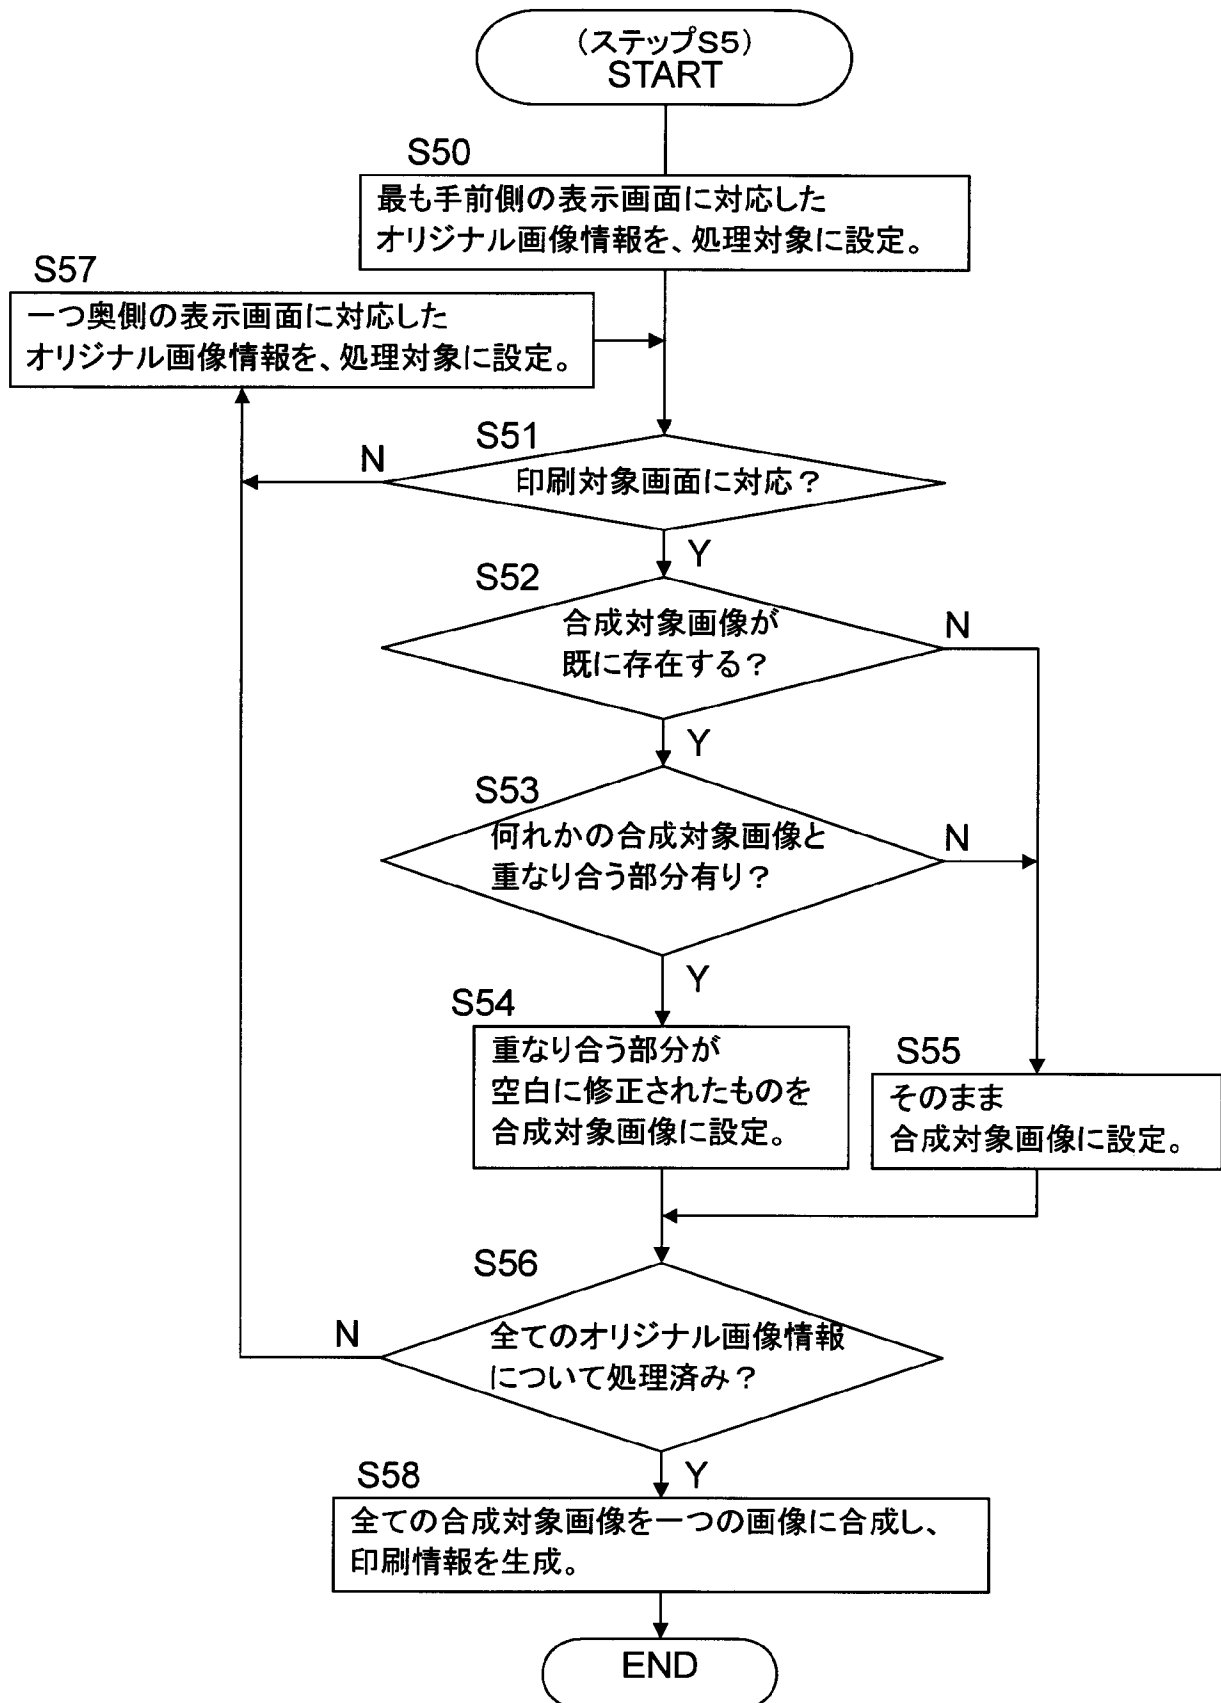 (ステップS5)
START
S50
最も手前側の表示画面に対応した
オリジナル画像情報を、処理対象に設定。
S57
一つ奥側の表示画面に対応した
オリジナル画像情報を、処理対象に設定。
S51
N
印刷対象画面に対応？
Y
S52
合成対象画像が
既に存在する？
N
Y
S53
何れかの合成対象画像と
重なり合う部分有り？
N
Y
S54
重なり合う部分が
空白に修正されたものを
合成対象画像に設定。
S55
そのまま
合成対象画像に設定。
S56
N
全てのオリジナル画像情報
について処理済み？
Y
S58
全ての合成対象画像を一つの画像に合成し、
印刷情報を生成。
END